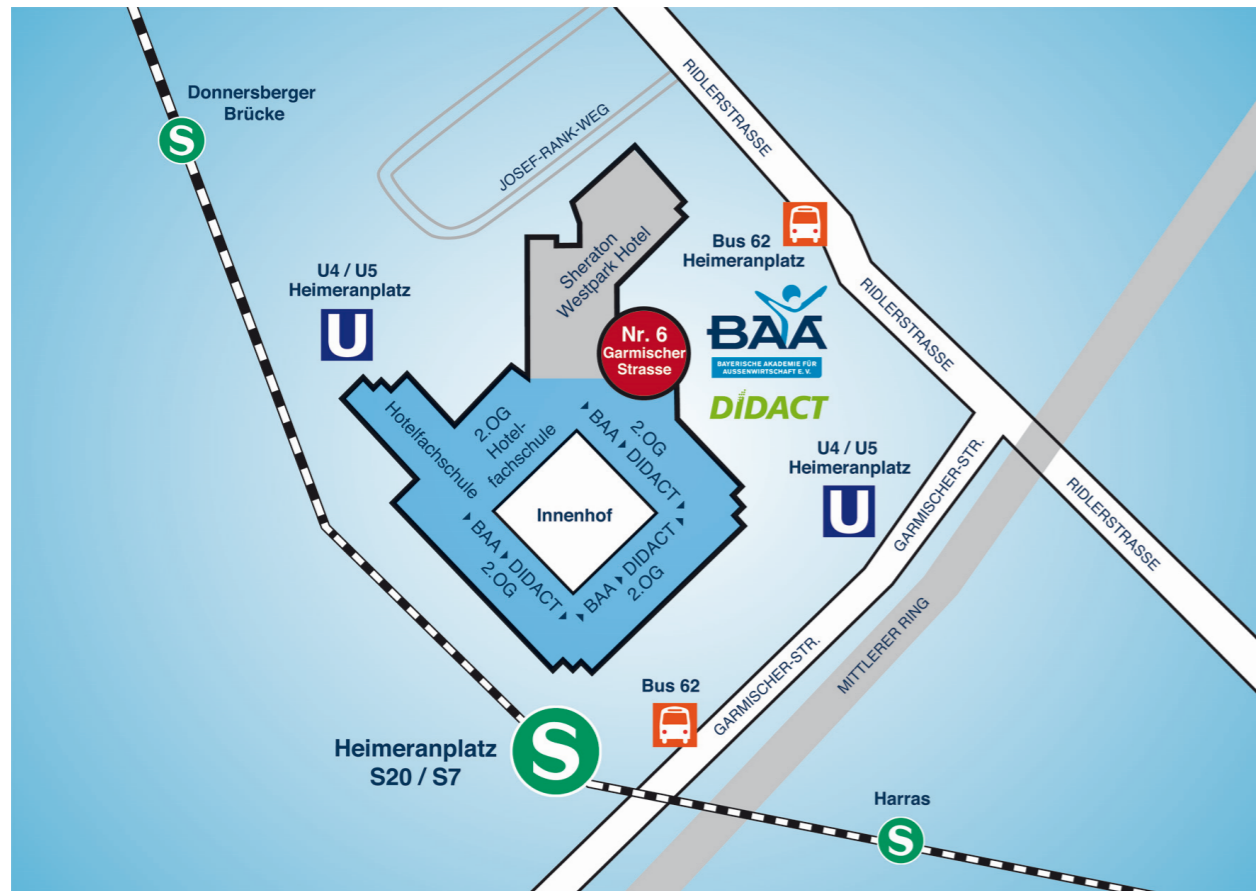 Donnersberger
Brücke
S
JOSEF-RANK-WEG
RIDLERSTRASSE
Sheraton
Westpark Hotel
Bus 62
Heimeranplatz
U4 / U5
Heimeranplatz
U
RIDLERSTRASSE
Nr. 6
Garmischer
Strasse
BAA
BAYERISCHE AKADEMIE FÜR
AUSSENWIRTSCHAFT E. V.
DIDACT
Hotelfachschule
2.OG
Hotel-
fachschule
2.OG
BAA DIDACT
U4 / U5
Heimeranplatz
U
GARMISCHER-STR.
RIDLERSTRASSE
Innenhof
BAA DIDACT
2.OG
BAA DIDACT
2.OG
MITTLERER RING
GARMISCHER-STR.
Bus 62
Heimeranplatz
S20 / S7
S
Harras
S